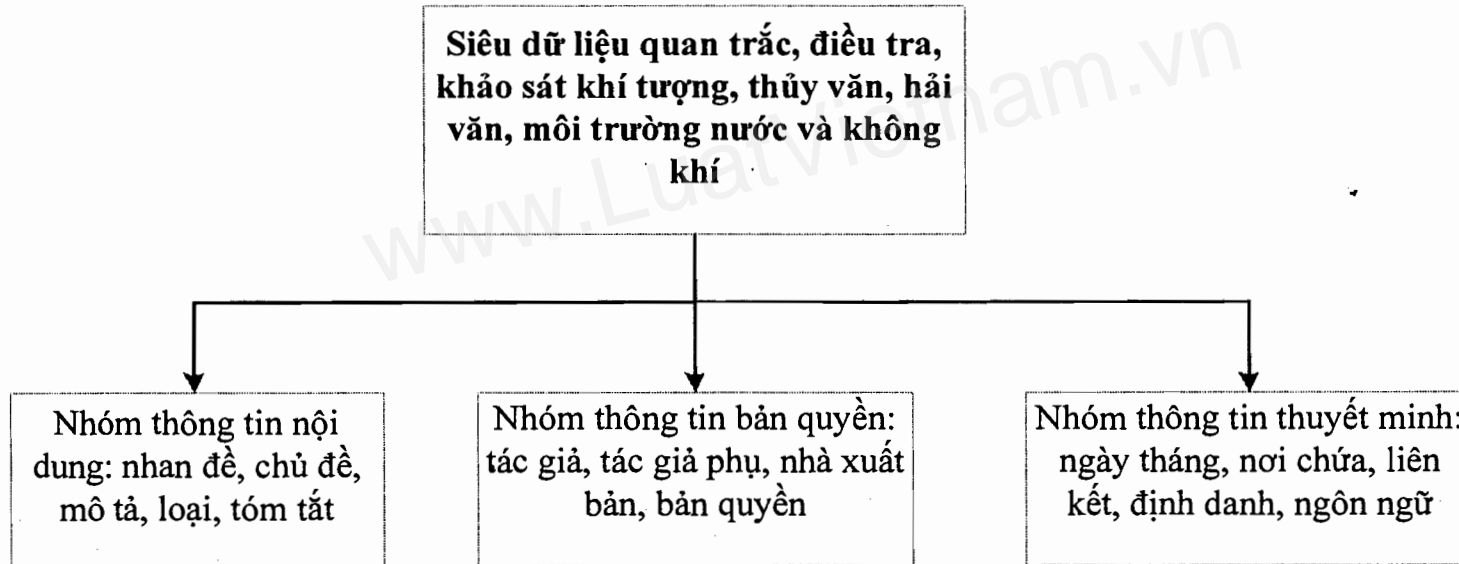 Siêu dữ liệu quan trắc, điều tra,
khảo sát khí tượng, thủy văn, hải
văn, môi trường nước và không
khí
www.LuatVietnam.vn
Nhóm thông tin nội
dung: nhan đề, chủ đề,
mô tả, loại, tóm tắt
Nhóm thông tin bản quyền:
tác giả, tác giả phụ, nhà xuất
bản, bản quyền
Nhóm thông tin thuyết minh:
ngày tháng, nơi chứa, liên
kết, định danh, ngôn ngữ